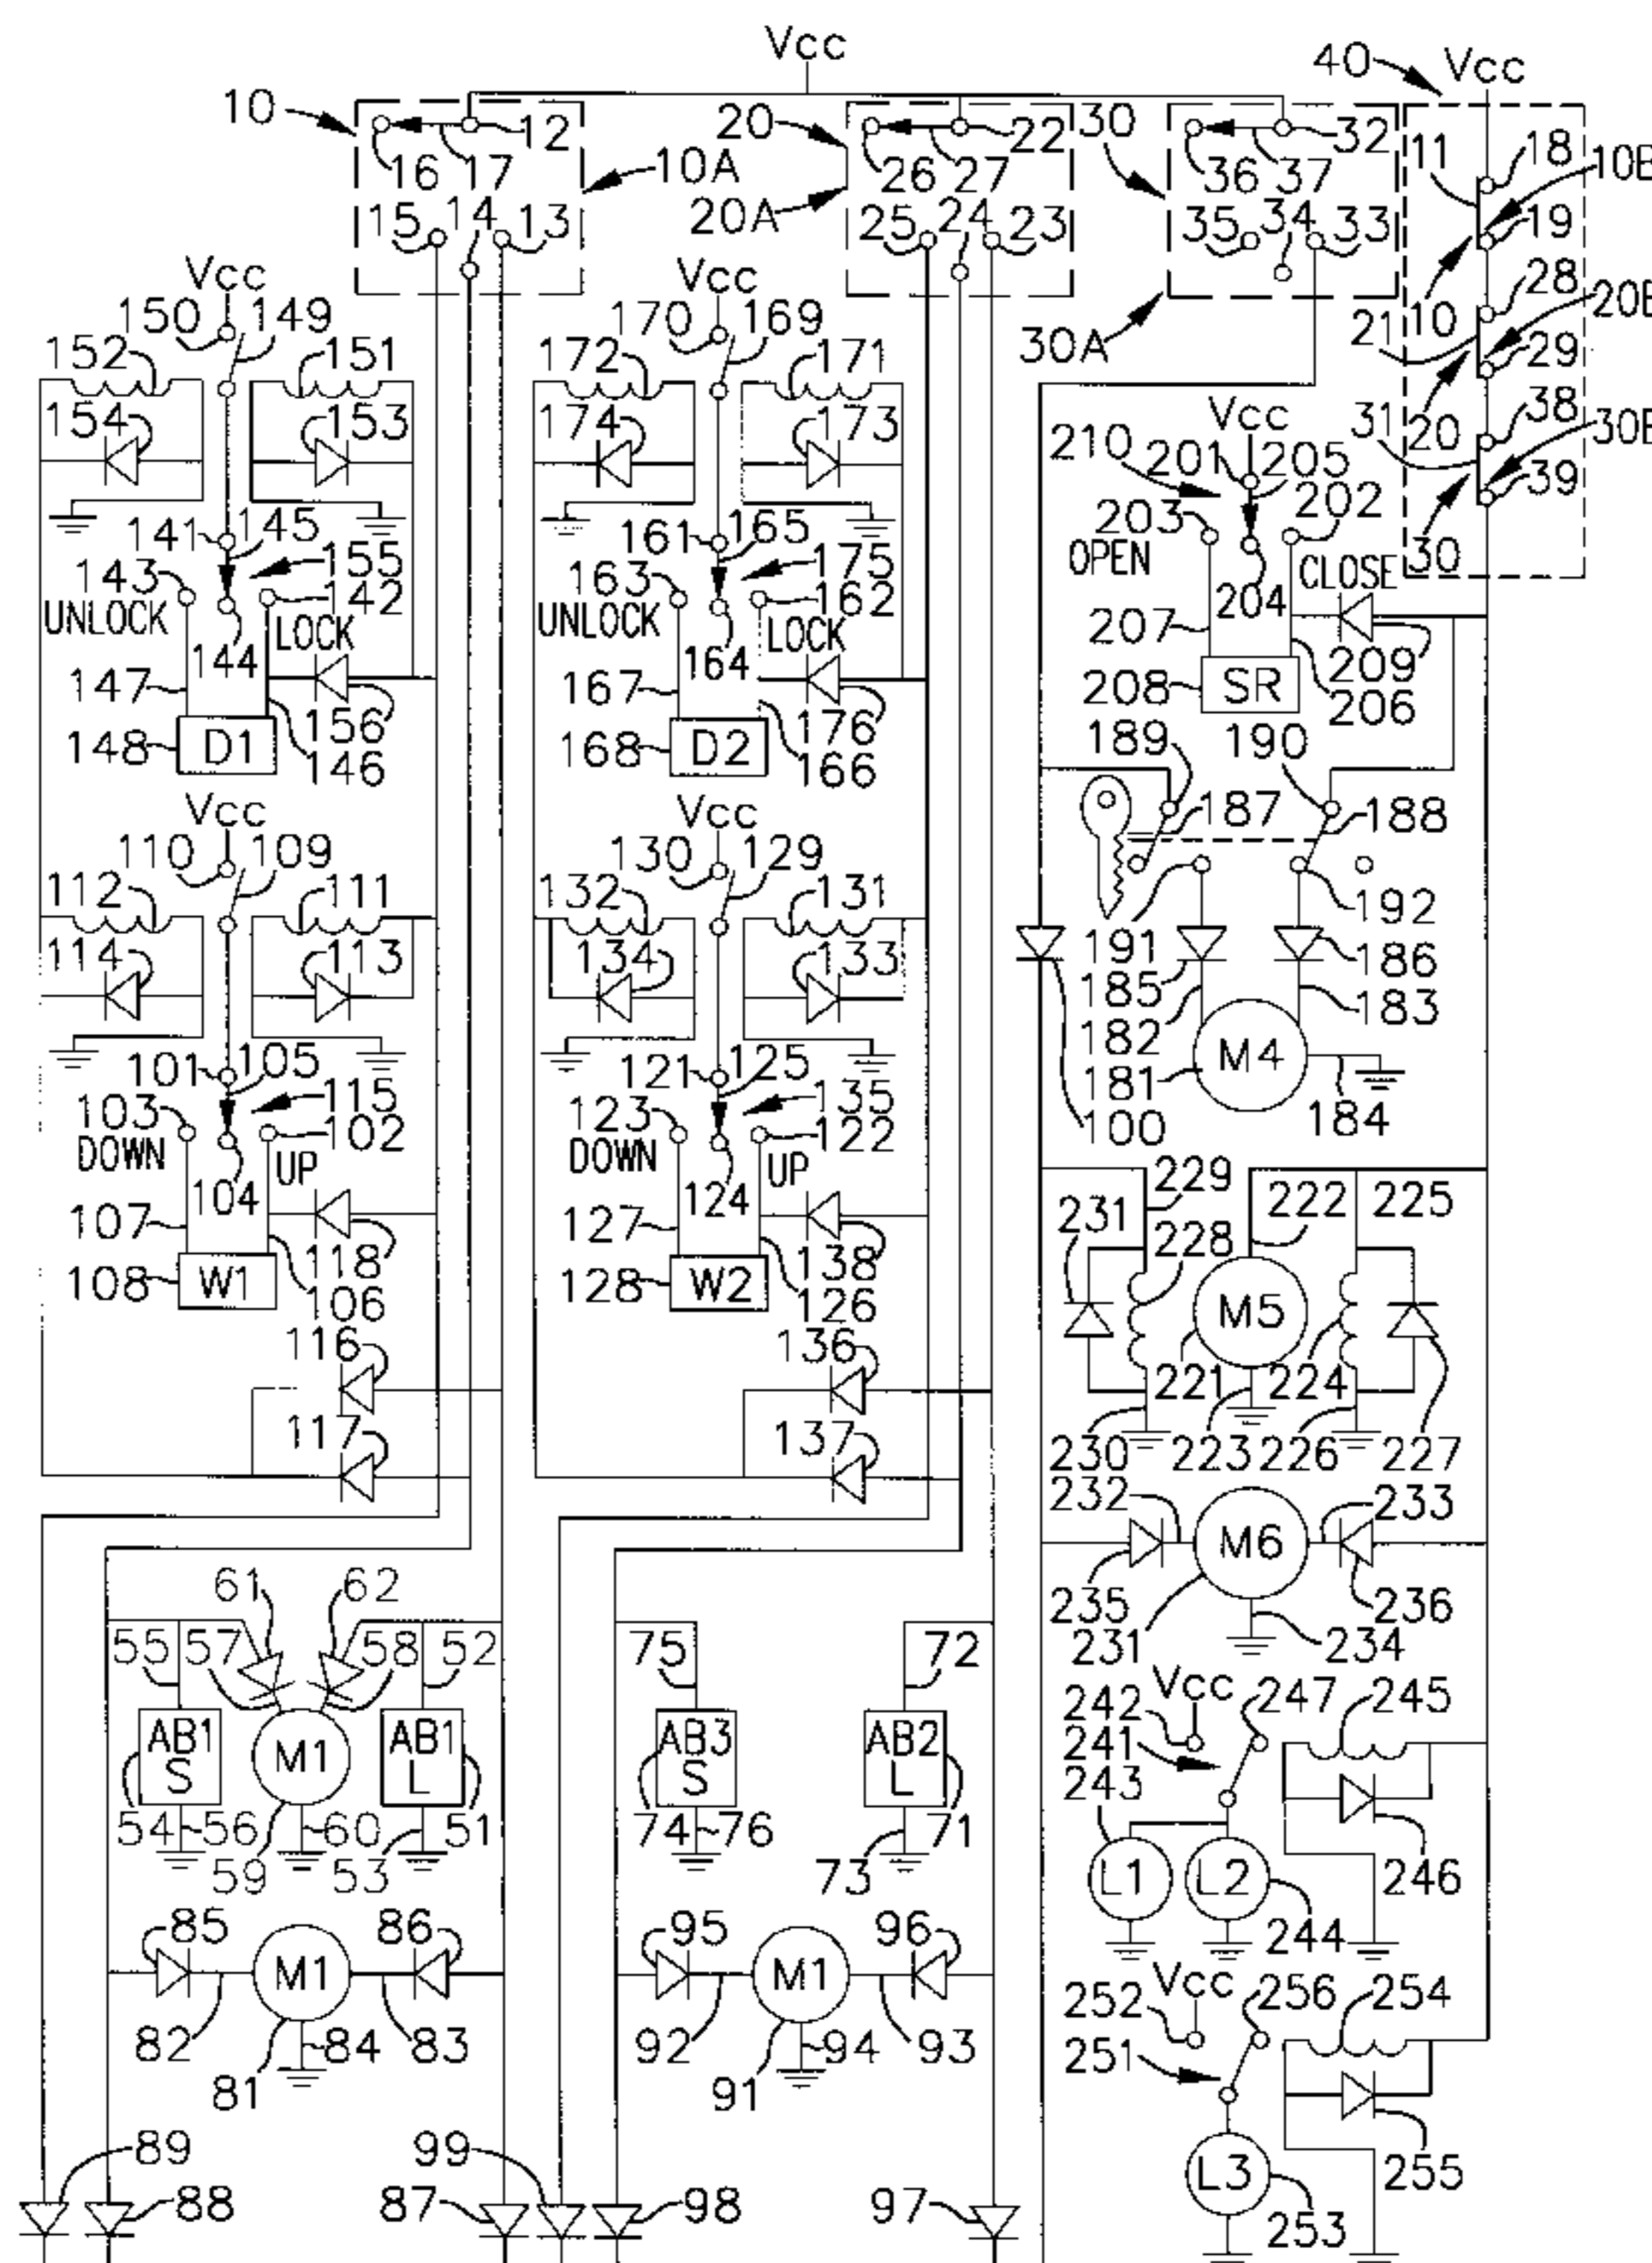 Vcc
40 Vcc
10 12 20 22 30 32
16 17 10A 26 27 36 37 11 18 10B
15 14 13 20A 25 24 23 35 34 33 19
Vcc Vcc 10 28
150 149 170 169 30A 21 20B
152 151 172 171 29
154 153 174 173 Vcc 31 20 38 30B
210 201 205 39
141 145 161 165 203 202 30
143 155 163 175 OPEN CLOSE
UNLOCK 142 UNLOCK 162 204
144 LOCK 164 LOCK 207 209
147 156 167 176 208 SR 206
148 D1 146 168 D2 166 189 190
Vcc Vcc 187 188
110 109 130 129
112 111 132 131 192
114 113 134 133 191 186
185 183
101 105 121 125 182 M4
103 115 123 135 181
DOWN 102 DOWN 122 100 184
104 UP 124 UP 229 222 225
107 118 127 138 231 228
108 W1 106 128 W2 126 M5
116 136 221 224
117 137 230 223 226 227
232 233
M6
61 62 235 236
55 57 58 52 75 72 231 234
Vcc 247 245
AB1 S M1 AB1 L AB3 S AB2 L 242
241
243
54 56 60 51 74 76 71
59 53 73 L1 L2 246
85 86 95 96 244
M1 M1 Vcc 256 254
252
82 84 83 92 94 93 251
81 91
89 99 L3 255
88 87 98 97 253